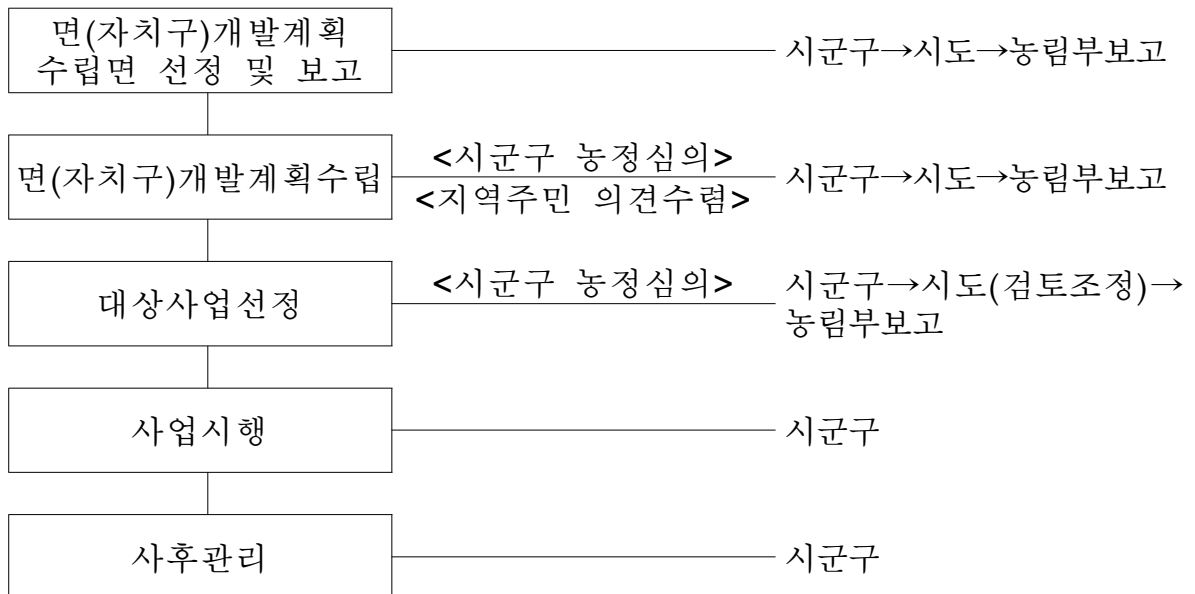 면(자치구)개발계획
수립면 선정 및 보고
시군구→시도→농림부보고
면(자치구)개발계획수립
<시군구 농정심의>
<지역주민 의견수렴>
시군구→시도→농림부보고
대상사업선정
<시군구 농정심의>
시군구→시도(검토조정)→
농림부보고
사업시행
시군구
사후관리
시군구